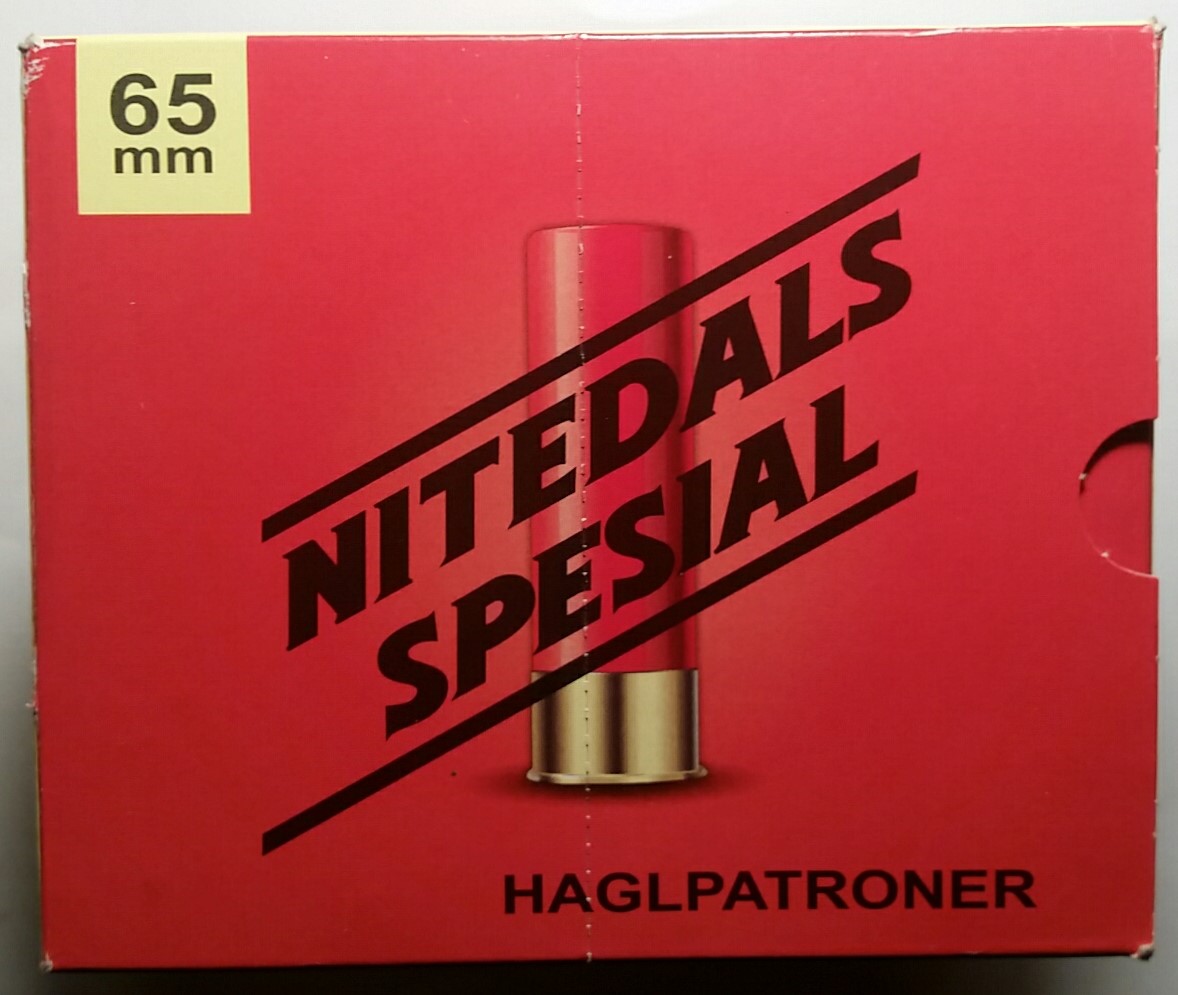 65
mm
NITEDALS
SPESIAL
HAGLPATRONER